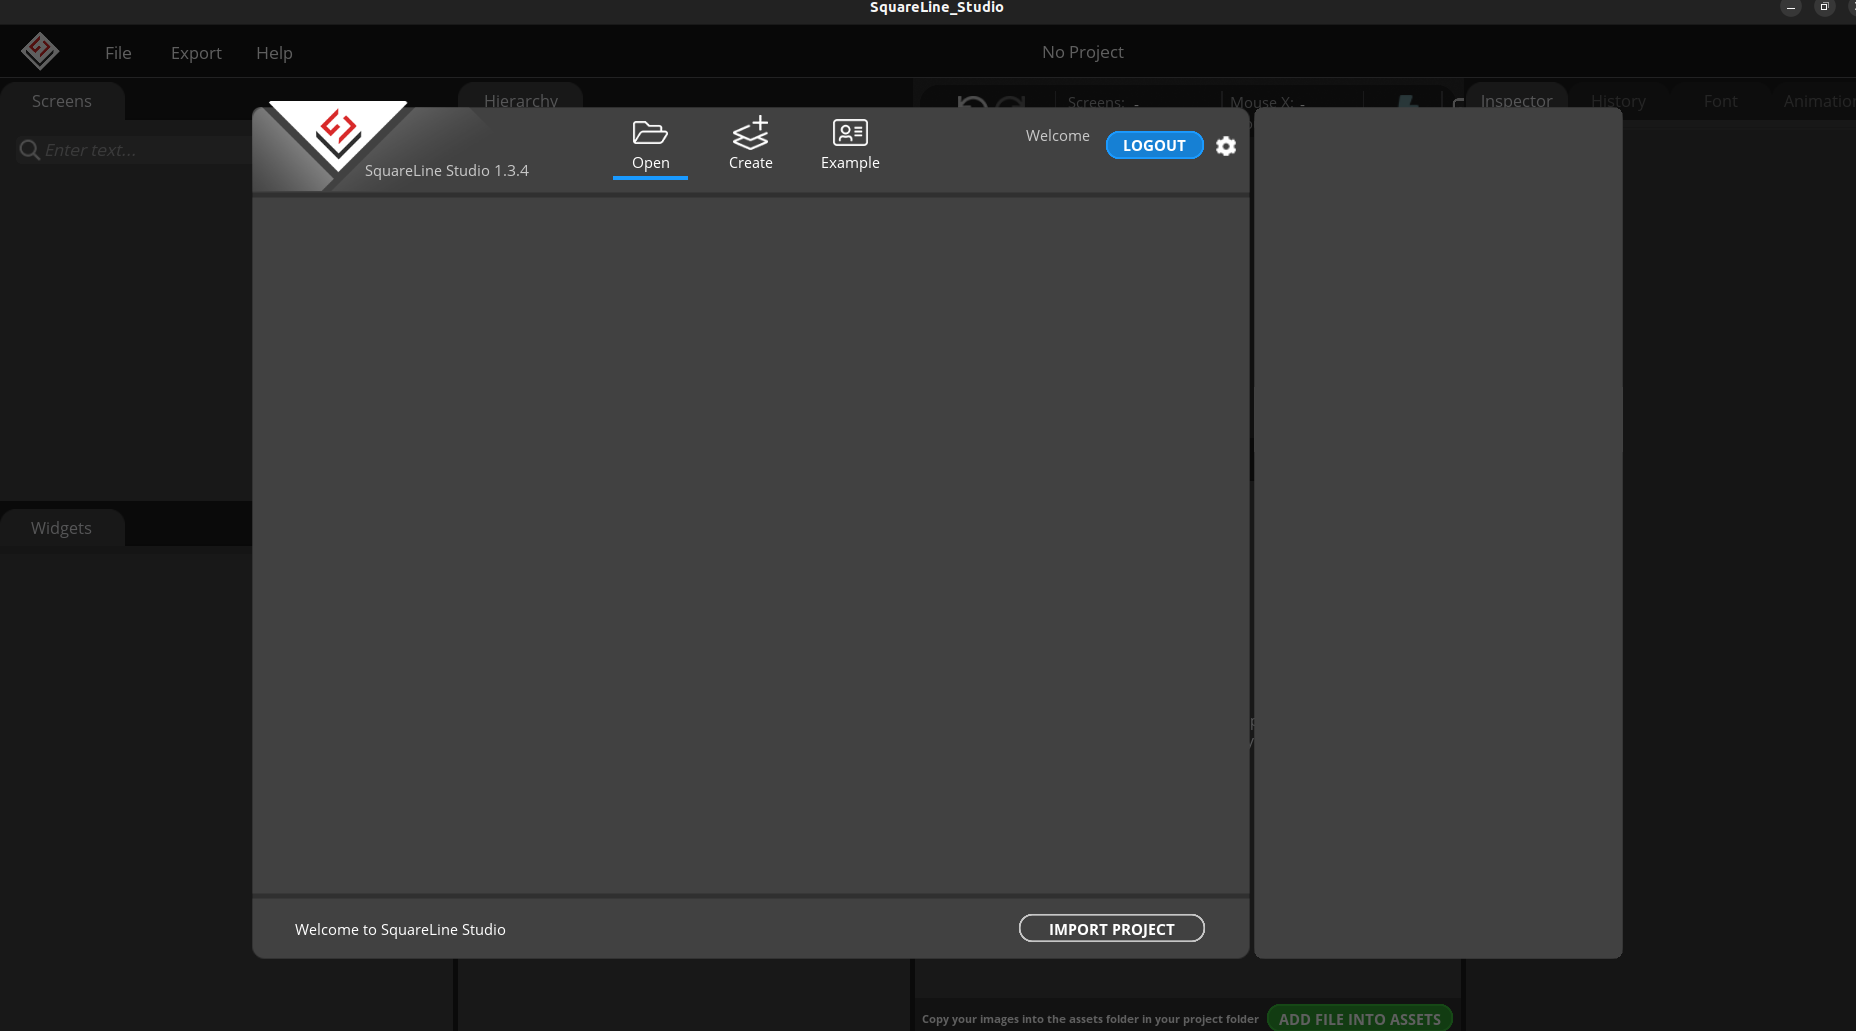 SquareLine_Studio
File Export Help No Project
Screens Hierarchy Screens: - Mouse X: - Inspector History Font
Enter text...
Open Create Example Welcome LOGOUT
SquareLine Studio 1.3.4
Widgets
Welcome to SquareLine Studio IMPORT PROJECT
Copy your images into the assets folder in your project folder ADD FILE INTO ASSETS